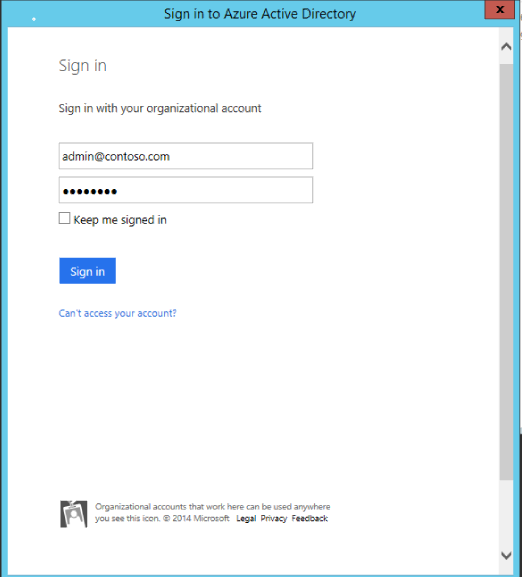 Sign in to Azure Active Directory
x
Sign in
Sign in with your organizational account
admin@contoso.com
●●●●●●●●
Keep me signed in
Sign in
Can't access your account?
Organizational accounts that work here can be used anywhere
you see this icon. © 2014 Microsoft Legal Privacy Feedback